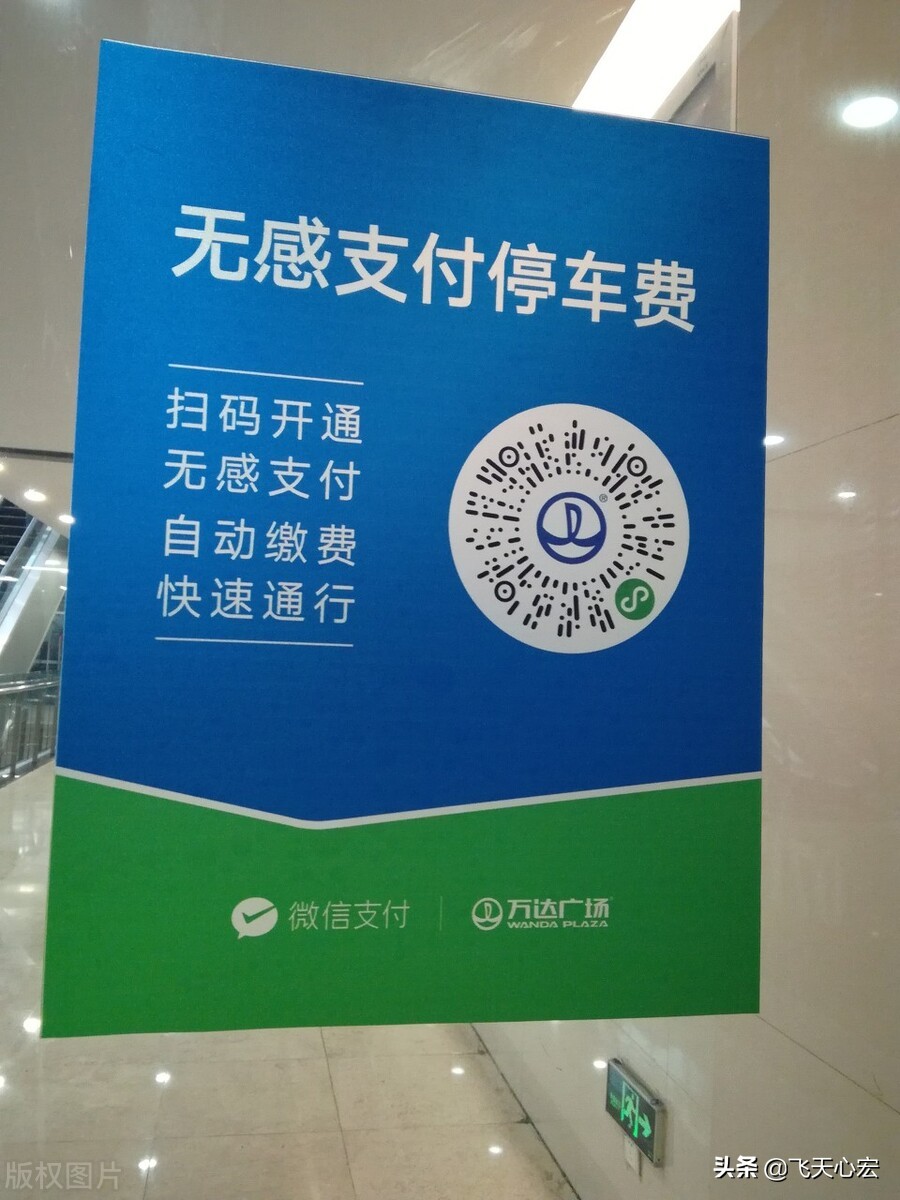 无感支付停车费
扫码开通
无感支付
自动缴费
快速通行
微信支付
万达广场
WANDA PLAZA
版权图片
头条 @飞天心宏